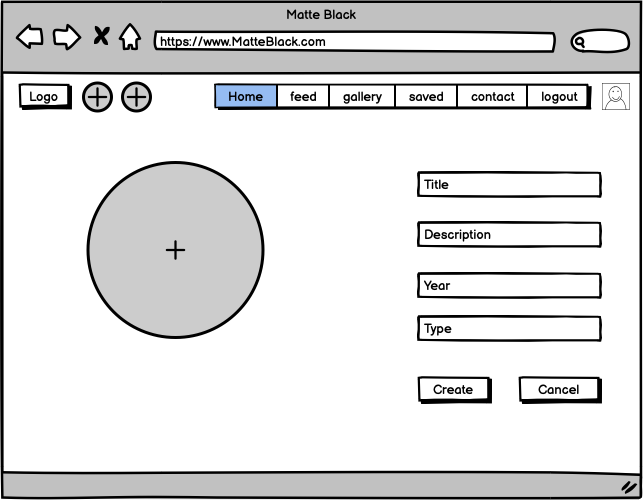 Matte Black
https://www.MatteBlack.com
Logo
Home feed gallery saved contact logout
Title
Description
Year
Type
Create Cancel